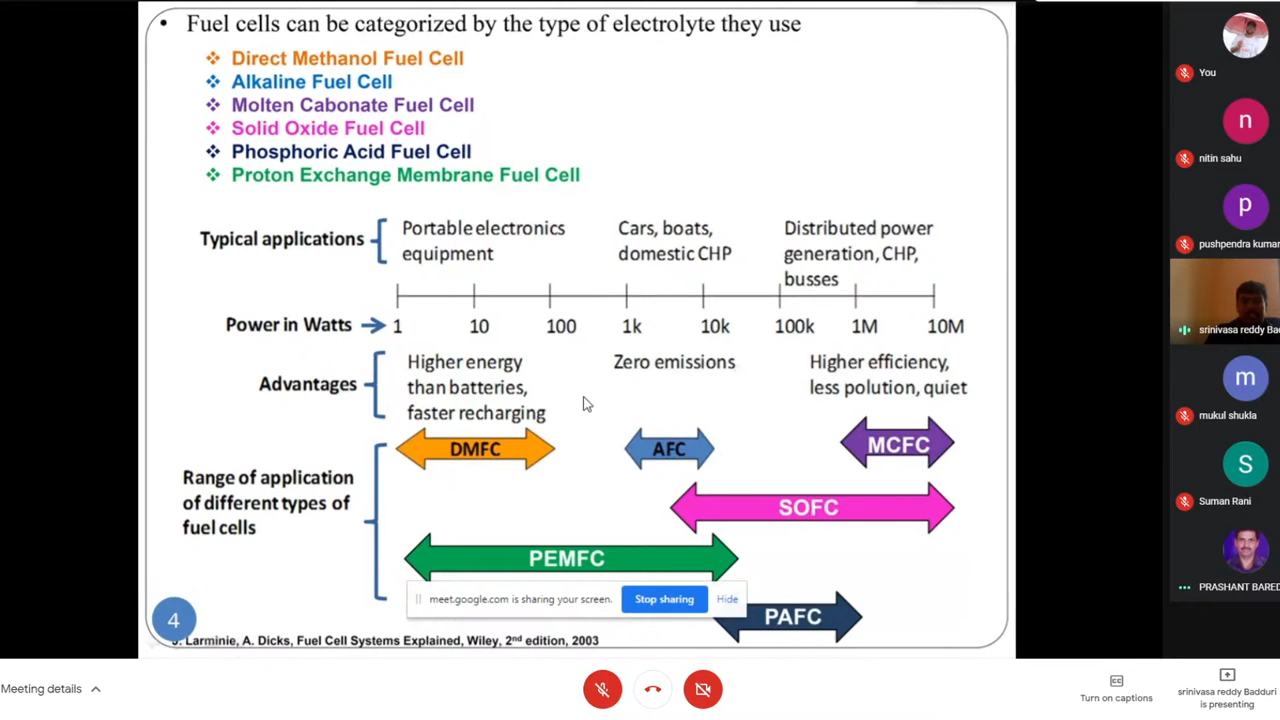 • Fuel cells can be categorized by the type of electrolyte they use
Direct Methanol Fuel Cell
Alkaline Fuel Cell
Molten Cabonate Fuel Cell
Solid Oxide Fuel Cell
Phosphoric Acid Fuel Cell
Proton Exchange Membrane Fuel Cell
Typical applications
Portable electronics
equipment
Cars, boats,
domestic CHP
Distributed power
generation, CHP,
busses
Power in Watts
1 10 100 1k 10k 100k 1M 10M
Advantages
Higher energy
than batteries,
faster recharging
Zero emissions
Higher efficiency,
less polution, quiet
Range of application
of different types of
fuel cells
DMFC
AFC
MCFC
SOFC
PEMFC
PAFC
meet.google.com is sharing your screen.
Stop sharing
Hide
4
J. Larminie, A. Dicks, Fuel Cell Systems Explained, Wiley, 2nd edition, 2003
You
n
nitin sahu
p
pushpendra kumar
srinivasa reddy Bad
m
mukul shukla
S
Suman Rani
PRASHANT BARED
Meeting details
CC
Turn on captions
srinivasa reddy Badduri
is presenting